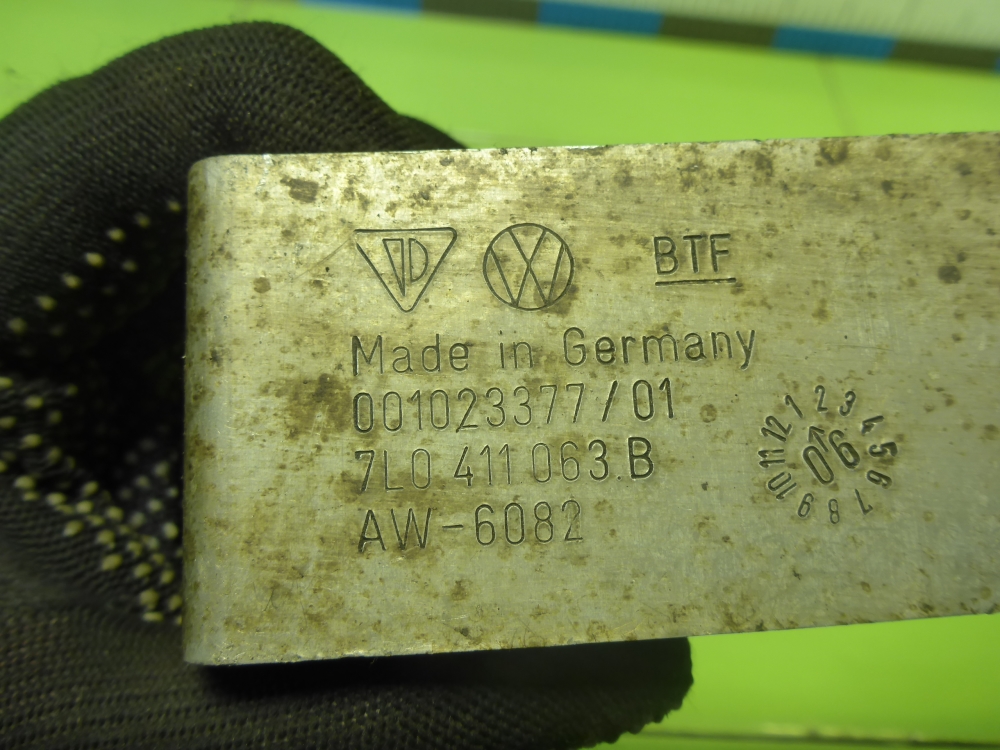 VW BTF
Made in Germany
001023377/01
7L0 411 063.B
AW-6082
1 2 3 4 5 6 7 8 9 10 11 12
06